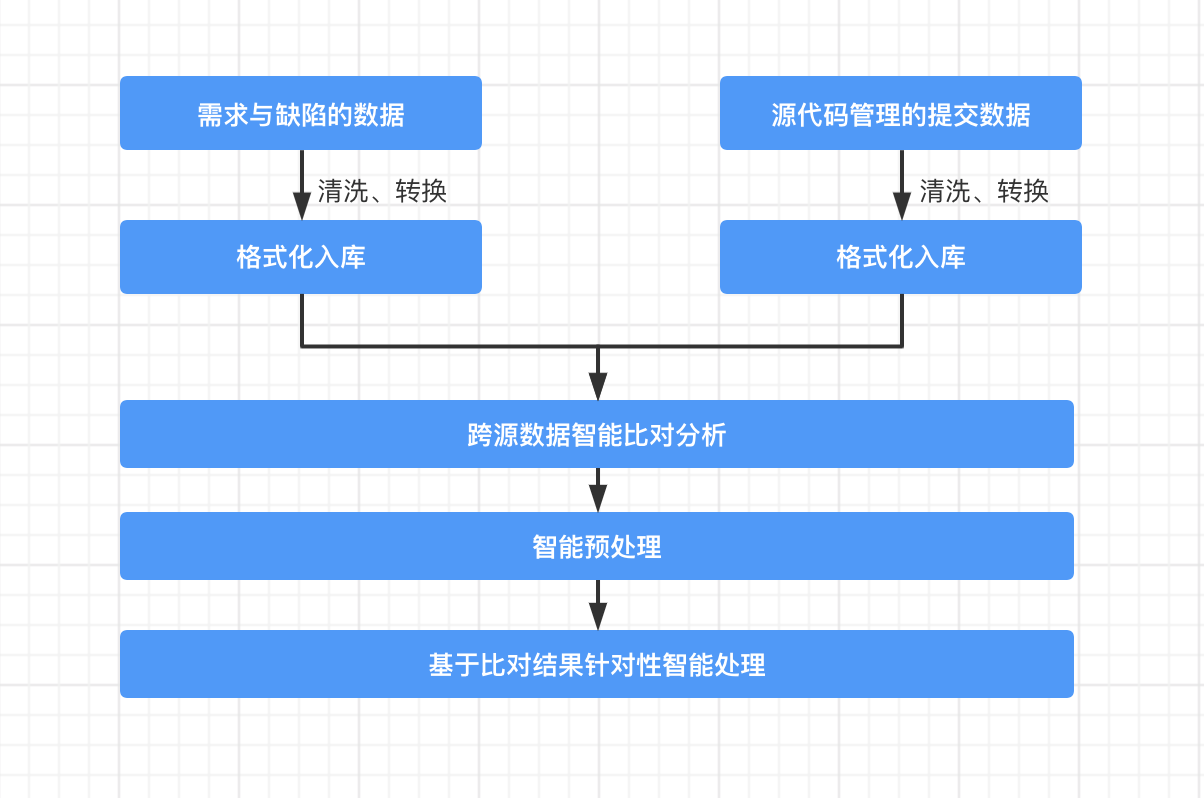 需求与缺陷的数据
源代码管理的提交数据
清洗、转换
清洗、转换
格式化入库
格式化入库
跨源数据智能比对分析
智能预处理
基于比对结果针对性智能处理